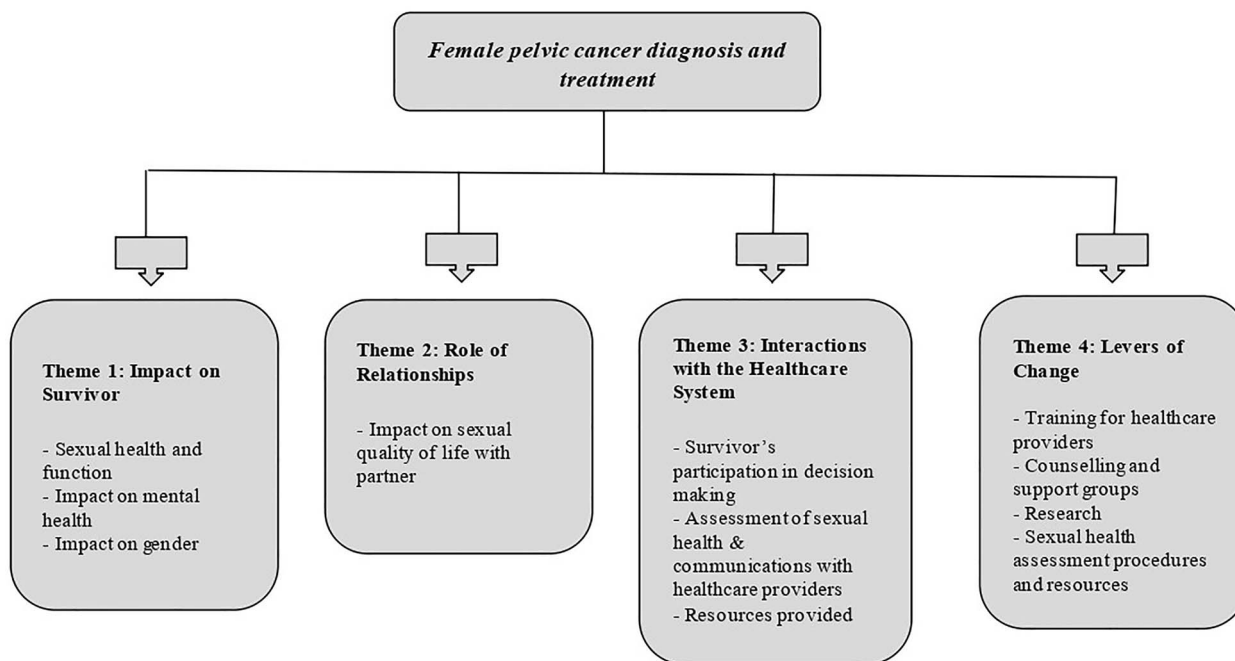 Female pelvic cancer diagnosis and
treatment
Theme 1: Impact on
Survivor
- Sexual health and
function
- Impact on mental
health
- Impact on gender
Theme 2: Role of
Relationships
- Impact on sexual
quality of life with
partner
Theme 3: Interactions
with the Healthcare
System
- Survivor’s
participation in decision
making
- Assessment of sexual
health &
communications with
healthcare providers
- Resources provided
Theme 4: Levers of
Change
- Training for healthcare
providers
- Counselling and
support groups
- Research
- Sexual health
assessment procedures
and resources